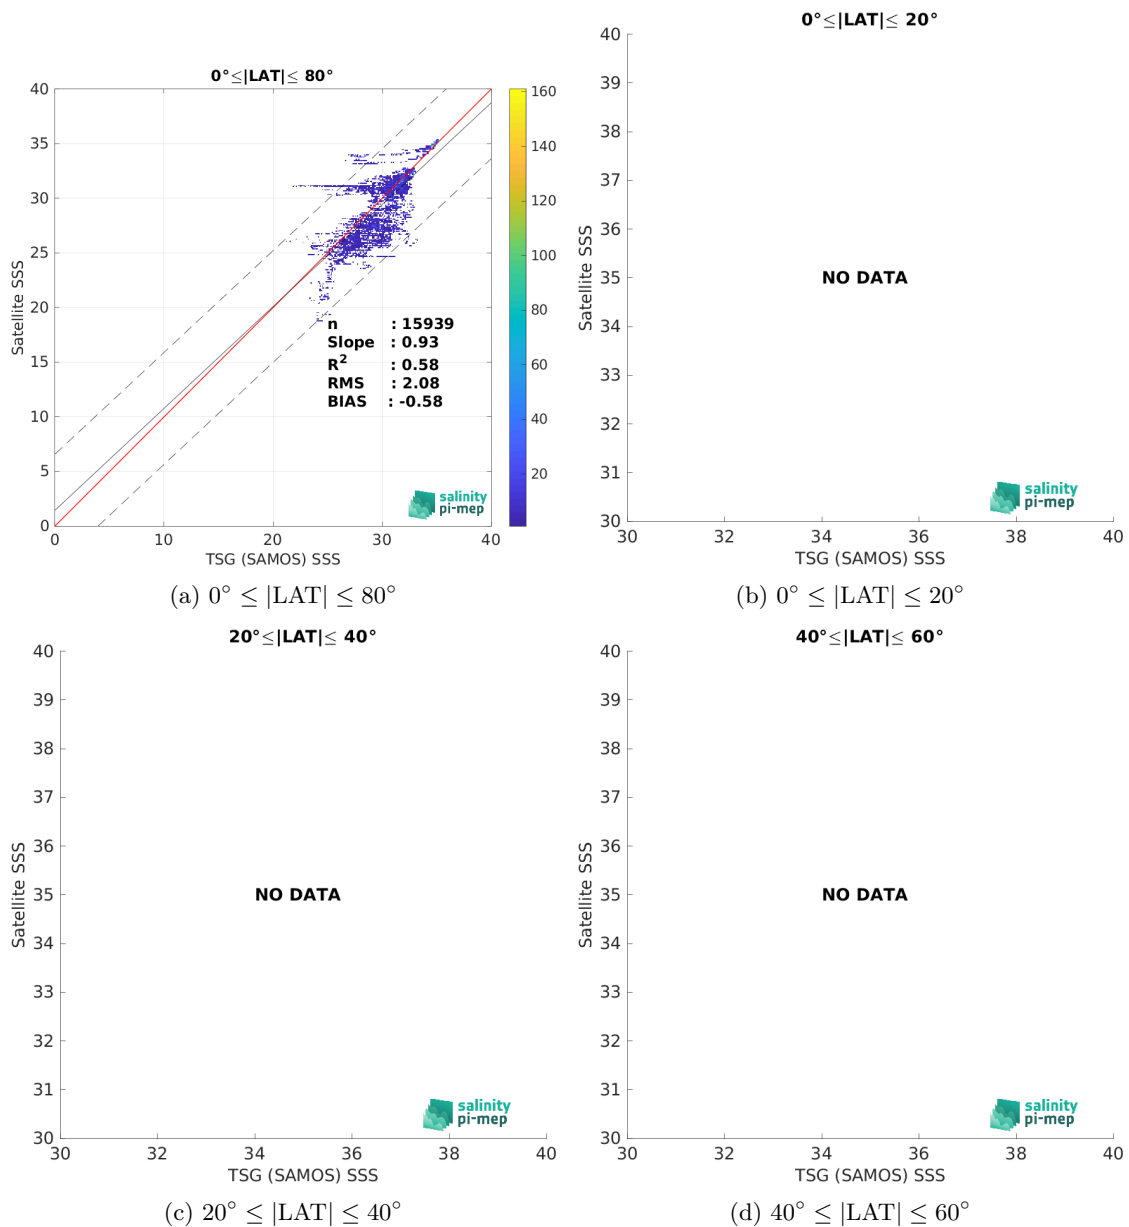 0°≤|LAT|≤ 80°
40
35
30
25
20
15
10
5
0
Satellite SSS
0
10
20
30
40
TSG (SAMOS) SSS
160
140
120
100
80
60
40
20
n : 15939
Slope : 0.93
R² : 0.58
RMS : 2.08
BIAS : -0.58
salinity
pi-mep
(a) 0° ≤ |LAT| ≤ 80°
0°≤|LAT|≤ 20°
40
39
38
37
36
35
34
33
32
31
30
Satellite SSS
NO DATA
salinity
pi-mep
30
32
34
36
38
40
TSG (SAMOS) SSS
(b) 0° ≤ |LAT| ≤ 20°
20°≤|LAT|≤ 40°
40
39
38
37
36
35
34
33
32
31
30
Satellite SSS
NO DATA
salinity
pi-mep
30
32
34
36
38
40
TSG (SAMOS) SSS
(c) 20° ≤ |LAT| ≤ 40°
40°≤|LAT|≤ 60°
40
39
38
37
36
35
34
33
32
31
30
Satellite SSS
NO DATA
salinity
pi-mep
30
32
34
36
38
40
TSG (SAMOS) SSS
(d) 40° ≤ |LAT| ≤ 60°